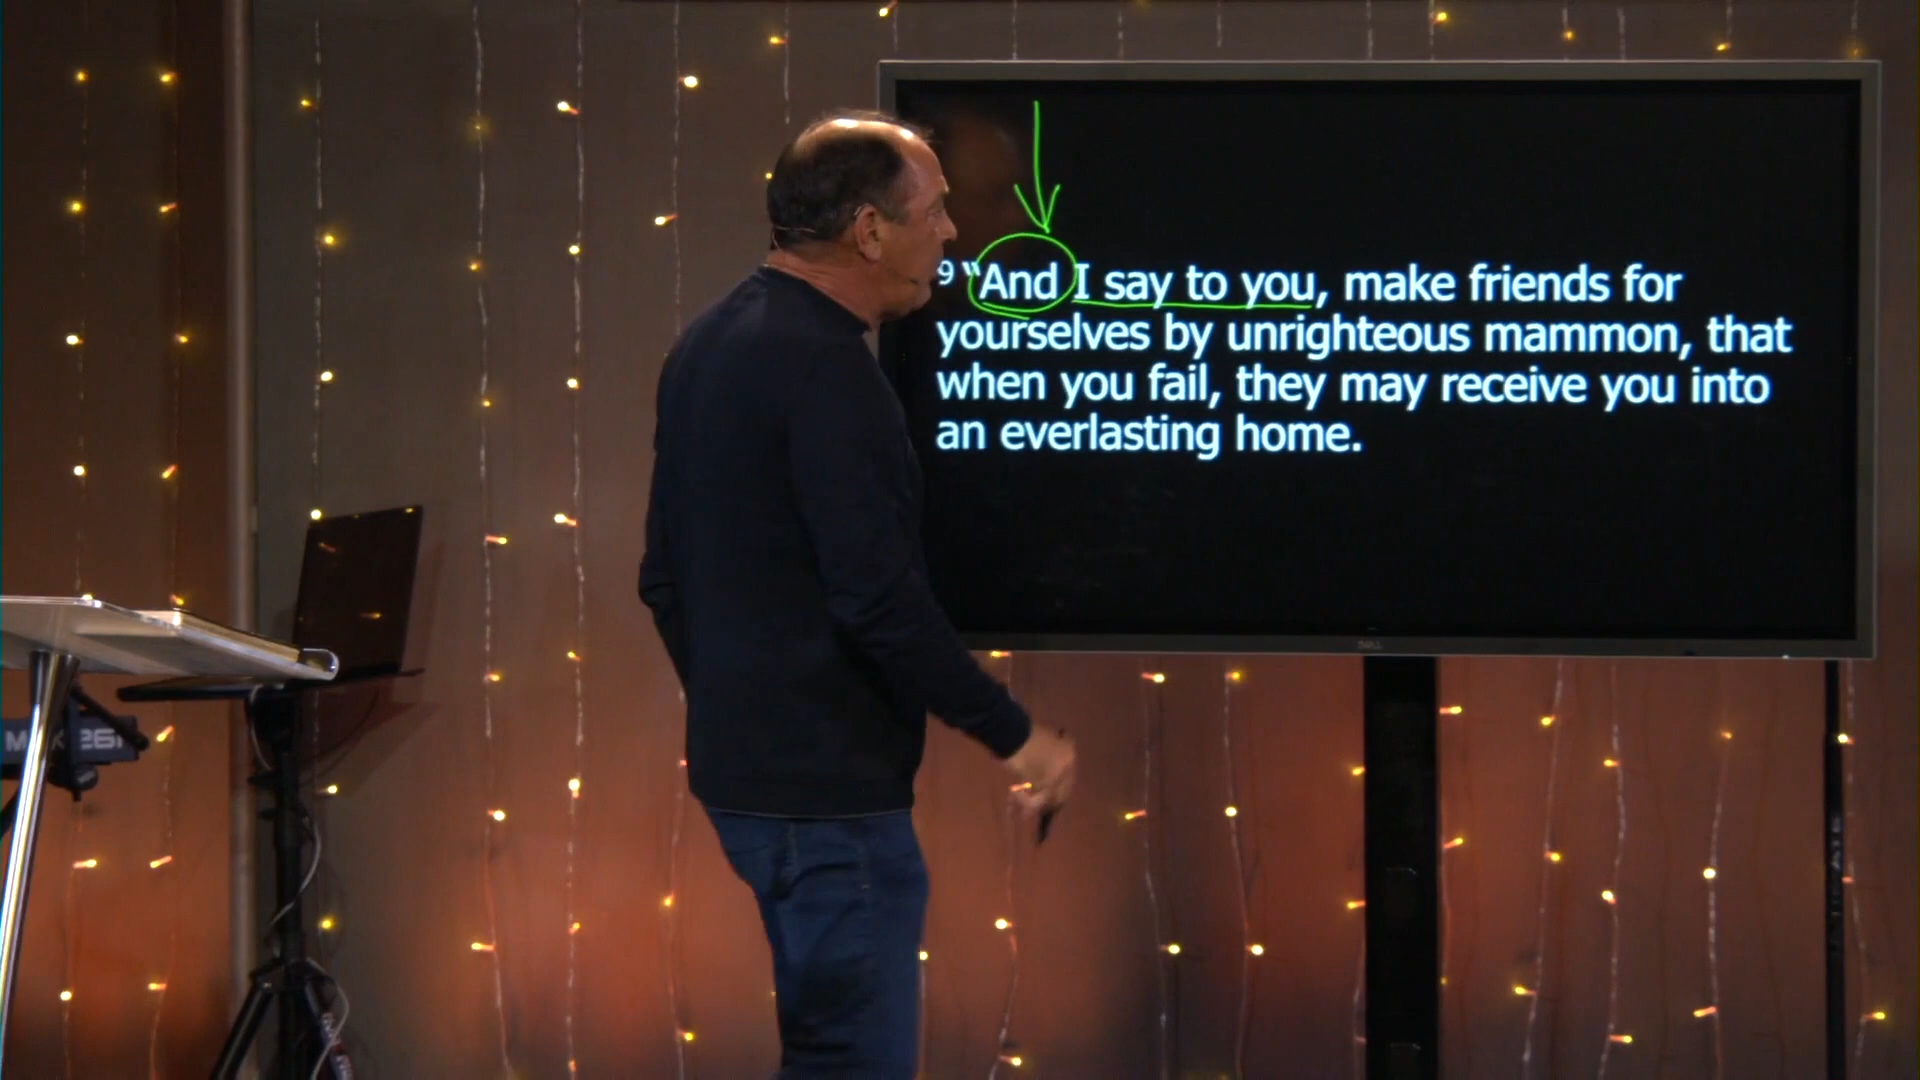 9 “And I say to you, make friends for
yourselves by unrighteous mammon, that
when you fail, they may receive you into
an everlasting home.
DELL